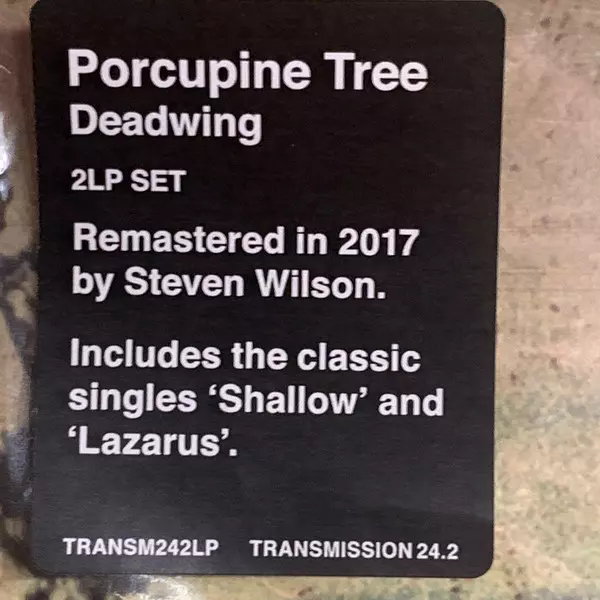 Porcupine Tree
Deadwing
2LP SET
Remastered in 2017
by Steven Wilson.
Includes the classic
singles ‘Shallow’ and
‘Lazarus’.
TRANSM242LP TRANSMISSION 24.2